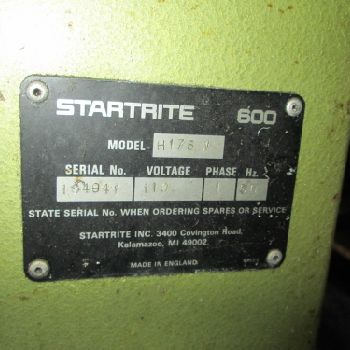 STARTRITE 600
MODEL
SERIAL No. VOLTAGE PHASE Hz.
STATE SERIAL No. WHEN ORDERING SPARES OR SERVICE
STARTRITE INC. 3400 Covington Road,
Kalamazoo, MI 49002
MADE IN ENGLAND